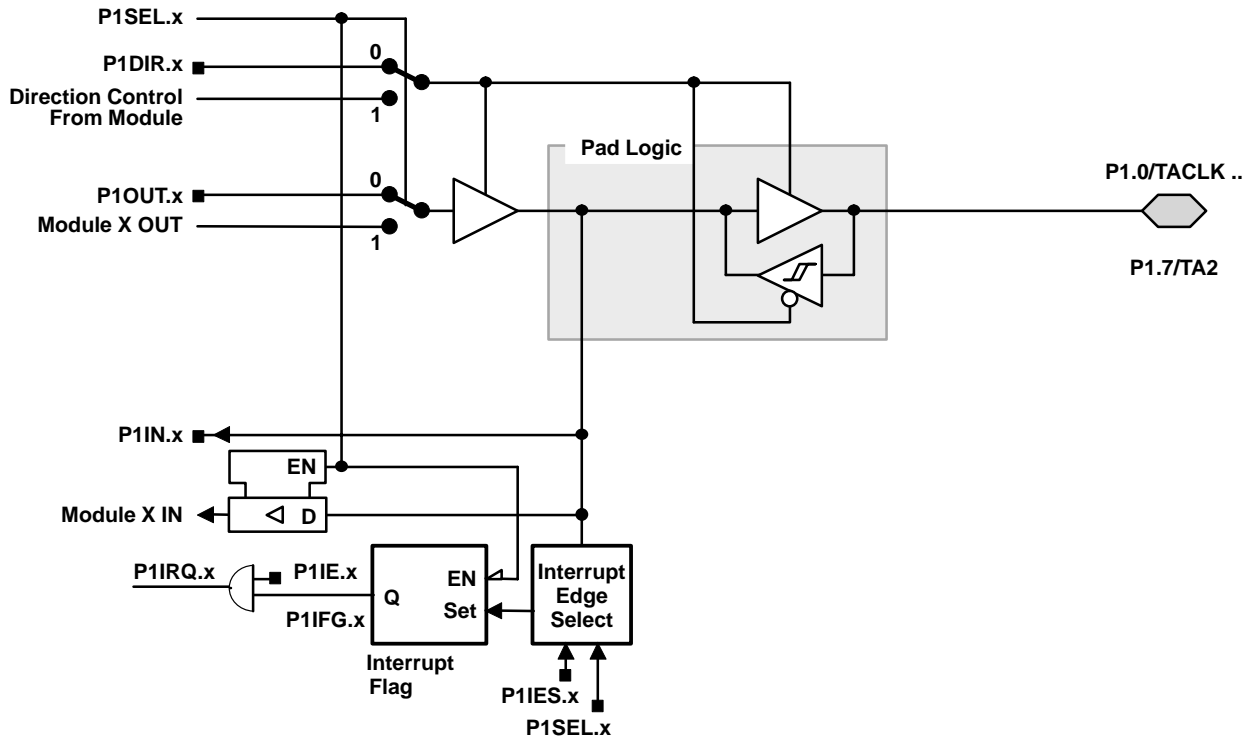 P1SEL.x
0
P1DIR.x
Direction Control
From Module
1
Pad Logic
P1.0/TACLK ..
0
P1OUT.x
Module X OUT
1
P1.7/TA2
P1IN.x
EN
Module X IN
D
P1IRQ.x
P1IE.x
P1IFG.x
Q
EN
Set
Interrupt
Edge
Select
Interrupt
Flag
P1IES.x
P1SEL.x